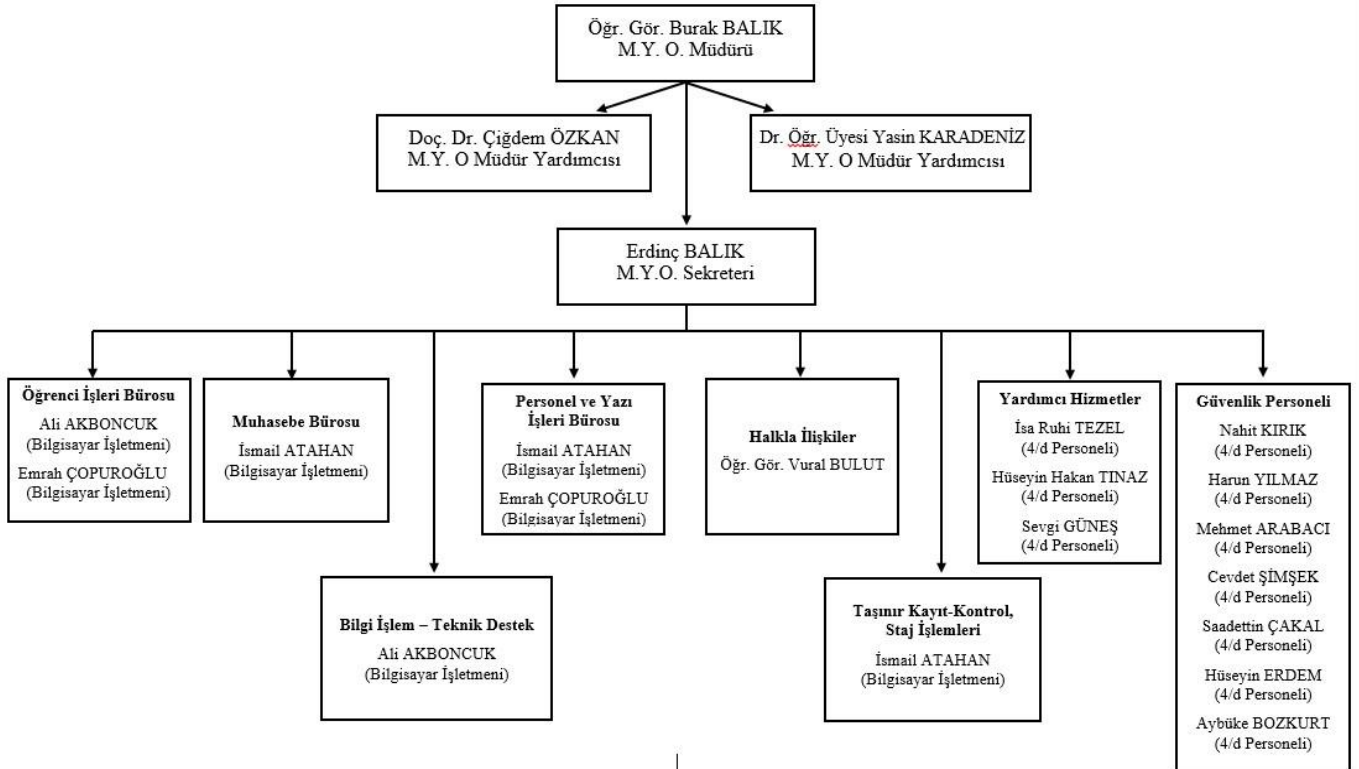 Öğr. Gör. Burak BALIK
M.Y. O. Müdürü
Doç. Dr. Çiğdem ÖZKAN
M.Y. O Müdür Yardımcısı
Dr. Öğr. Üyesi Yasin KARADENİZ
M.Y. O Müdür Yardımcısı
Erdinç BALIK
M.Y.O. Sekreteri
Öğrenci İşleri Bürosu
Ali AKBONCUK
(Bilgisayar İşletmeni)
Emrah ÇOPUROĞLU
(Bilgisayar İşletmeni)
Muhasebe Bürosu
İsmail ATAHAN
(Bilgisayar İşletmeni)
Personel ve Yazı
İşleri Bürosu
İsmail ATAHAN
(Bilgisayar İşletmeni)
Emrah ÇOPUROĞLU
(Bilgisayar İşletmeni)
Halkla İlişkiler
Öğr. Gör. Vural BULUT
Yardımcı Hizmetler
İsa Ruhi TEZEL
(4/d Personeli)
Hüseyin Hakan TINAZ
(4/d Personeli)
Sevgi GÜNEŞ
(4/d Personeli)
Güvenlik Personeli
Nahit KIRIK
(4/d Personeli)
Harun YILMAZ
(4/d Personeli)
Mehmet ARABACI
(4/d Personeli)
Cevdet ŞİMŞEK
(4/d Personeli)
Saadettin ÇAKAL
(4/d Personeli)
Hüseyin ERDEM
(4/d Personeli)
Aybüke BOZKURT
(4/d Personeli)
Bilgi İşlem – Teknik Destek
Ali AKBONCUK
(Bilgisayar İşletmeni)
Taşınır Kayıt-Kontrol,
Staj İşlemleri
İsmail ATAHAN
(Bilgisayar İşletmeni)